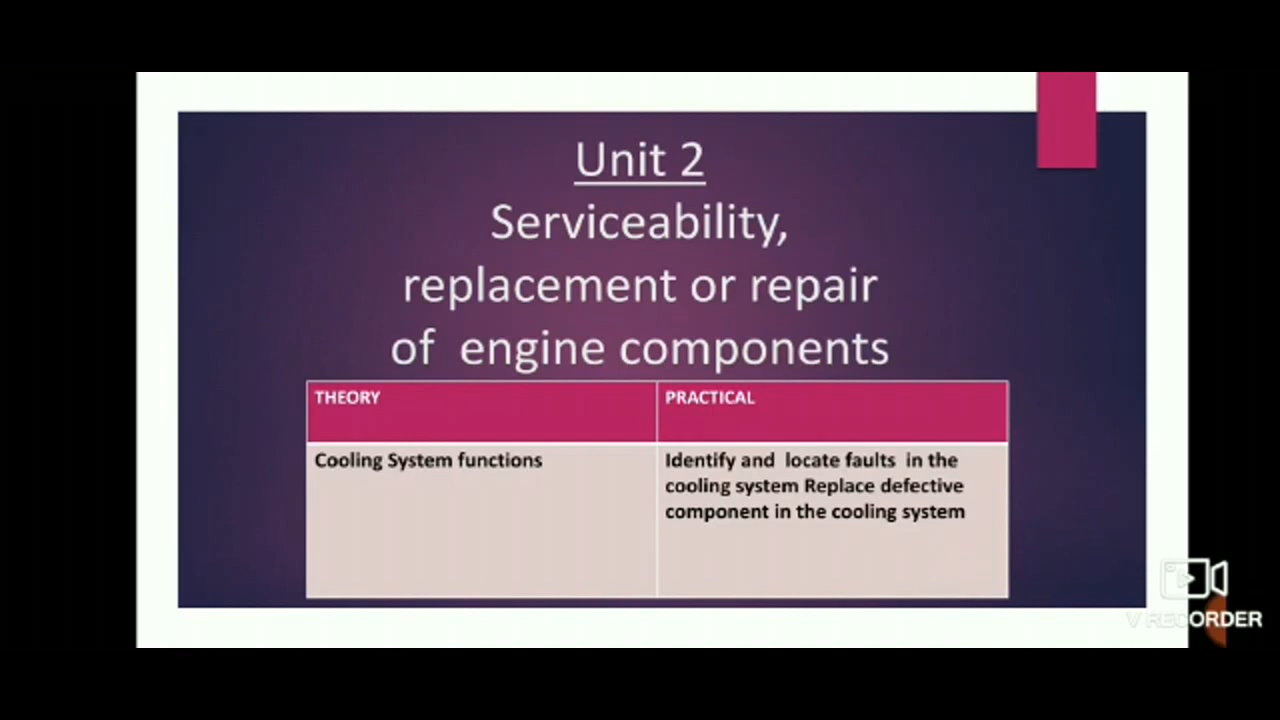 Unit 2
Serviceability,
replacement or repair
of engine components
THEORY
PRACTICAL
Cooling System functions
Identify and locate faults in the
cooling system Replace defective
component in the cooling system
V RECORDER